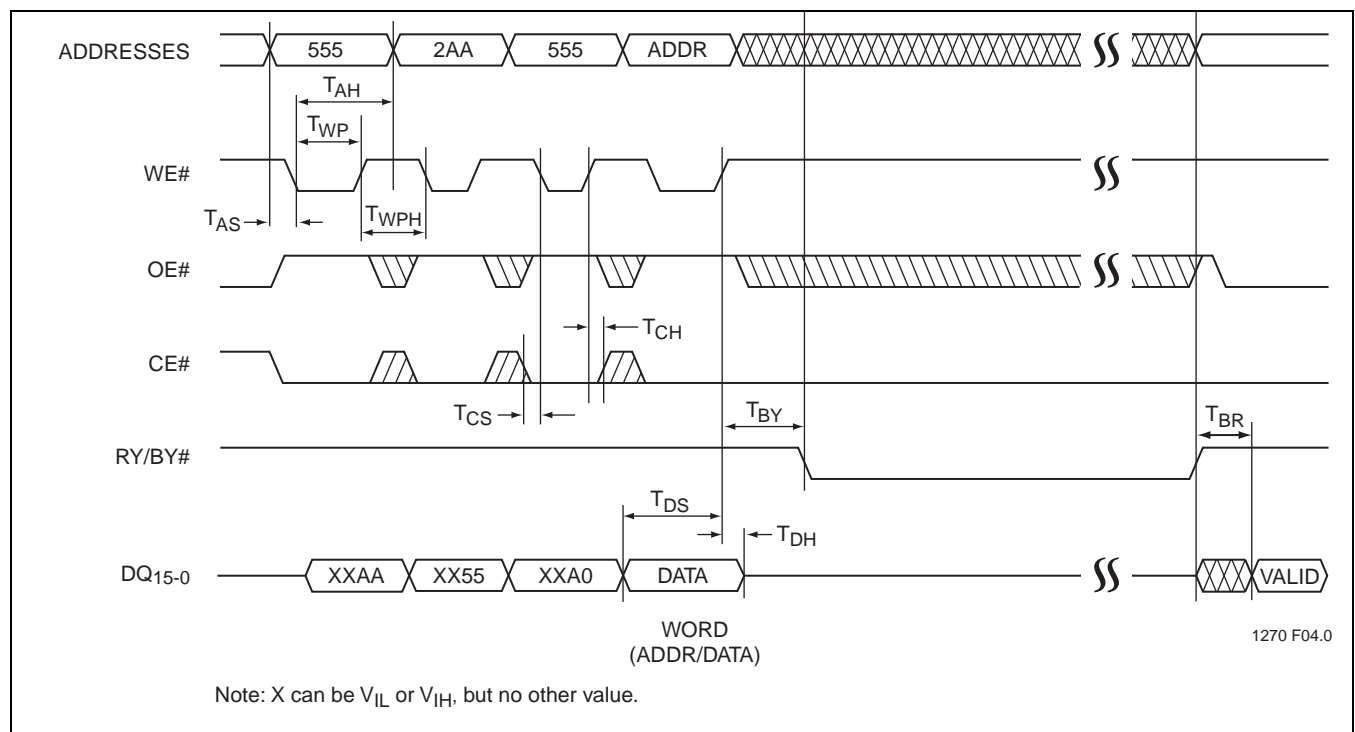 ADDRESSES 555 2AA 555 ADDR
TAH
TWP
WE#
TAS TWPH
OE#
TCH
CE#
TCS TBY TBR
RY/BY#
TDS
TDH
DQ15-0 XXAA XX55 XXA0 DATA VALID
WORD
(ADDR/DATA)
1270 F04.0
Note: X can be VIL or VIH, but no other value.